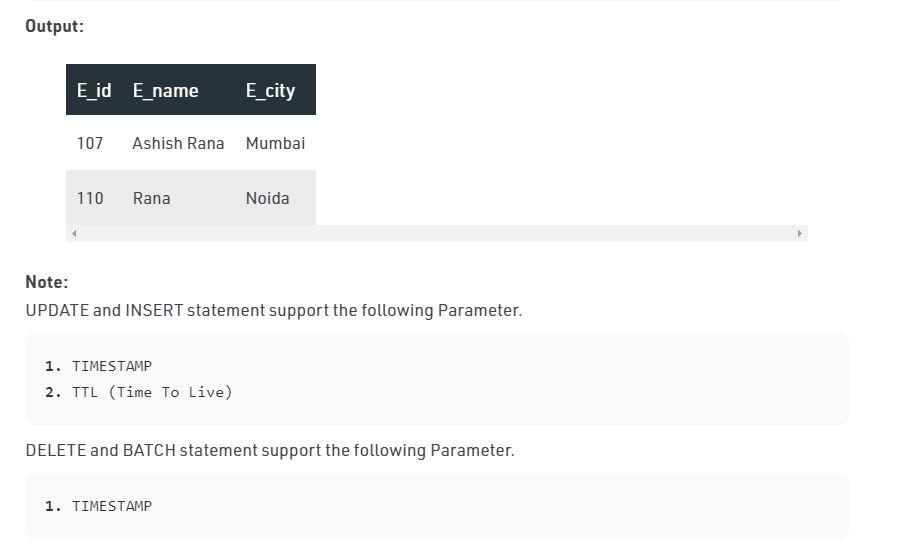 Output:
E_id E_name E_city
107 Ashish Rana Mumbai
110 Rana Noida
Note:
UPDATE and INSERT statement support the following Parameter.
1. TIMESTAMP
2. TTL (Time To Live)
DELETE and BATCH statement support the following Parameter.
1. TIMESTAMP